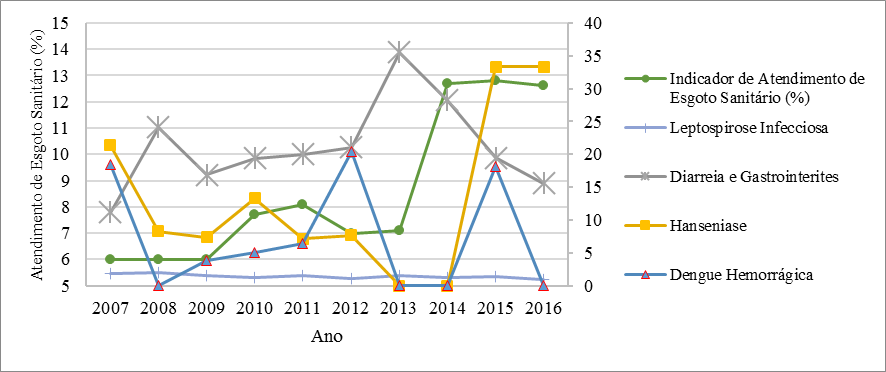 Atendimento de Esgoto Sanitário (%)
15
14
13
12
11
10
9
8
7
6
5
40
35
30
25
20
15
10
5
0
2007 2008 2009 2010 2011 2012 2013 2014 2015 2016
Ano
Indicador de Atendimento de
Esgoto Sanitário (%)
Leptospirose Infecciosa
Diarreia e Gastrointerites
Hanseniase
Dengue Hemorrágica